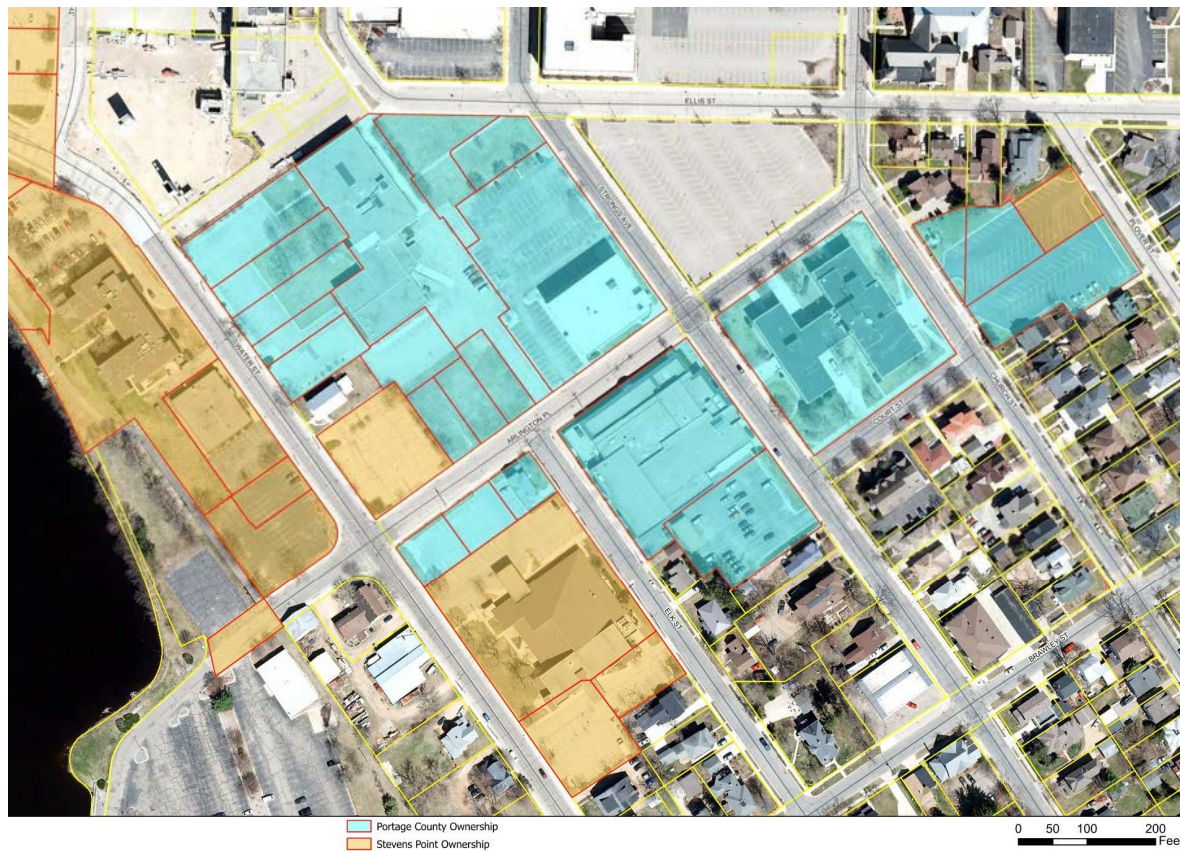 ELLIS ST
STRONGS AVE
PLOVER ST
WATER ST
CHURCH ST
COURT ST
ARLINGTON PL
ELK ST
BRAWLEY ST
Portage County Ownership
Stevens Point Ownership
0 50 100 200
Fee